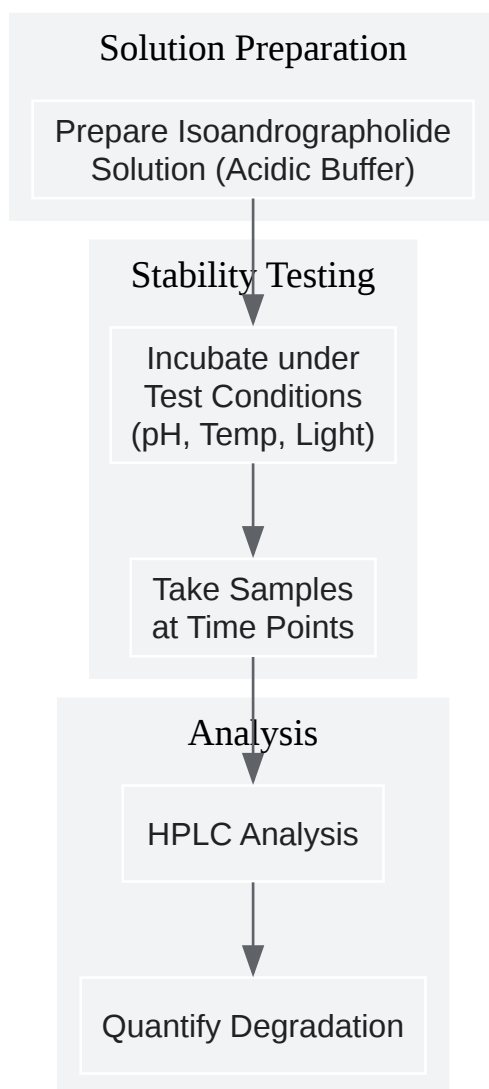 Solution Preparation
Prepare Isoandrographolide
Solution (Acidic Buffer)
Stability Testing
Incubate under
Test Conditions
(pH, Temp, Light)
Take Samples
at Time Points
Analysis
HPLC Analysis
Quantify Degradation